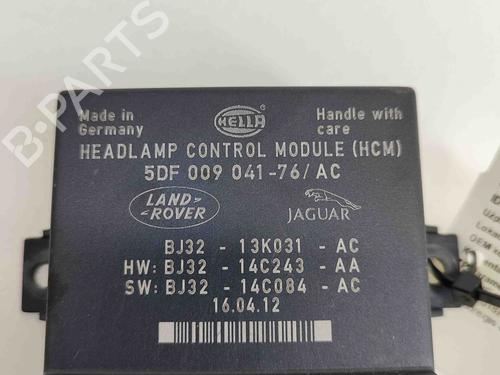 B-PARTS
Made in
Germany
HELLA
Handle with
care
HEADLAMP CONTROL MODULE (HCM)
5DF 009 041-76/AC
LAND-
-ROVER
JAGUAR
BJ32 - 13K031 - AC
HW: BJ32 - 14C243 - AA
SW: BJ32 - 14C084 - AC
16.04.12